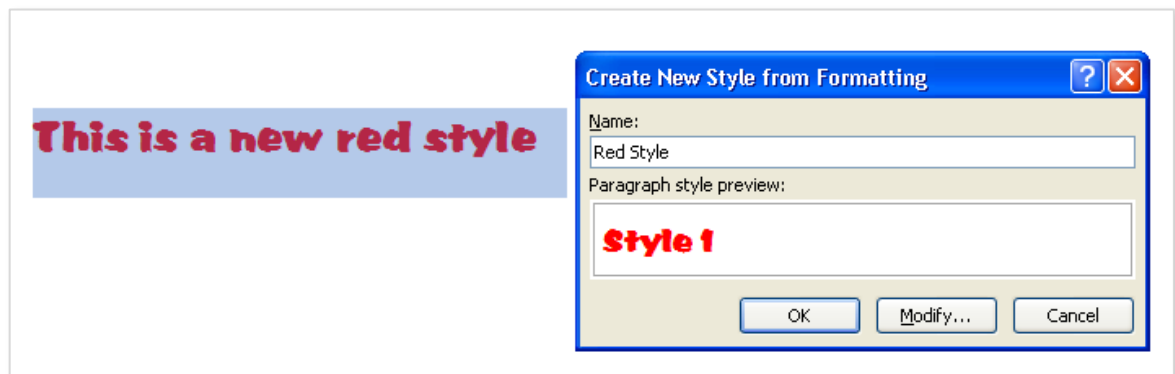 This is a new red style
Create New Style from Formatting
Name:
Red Style
Paragraph style preview:
Style 1
OK
Modify...
Cancel